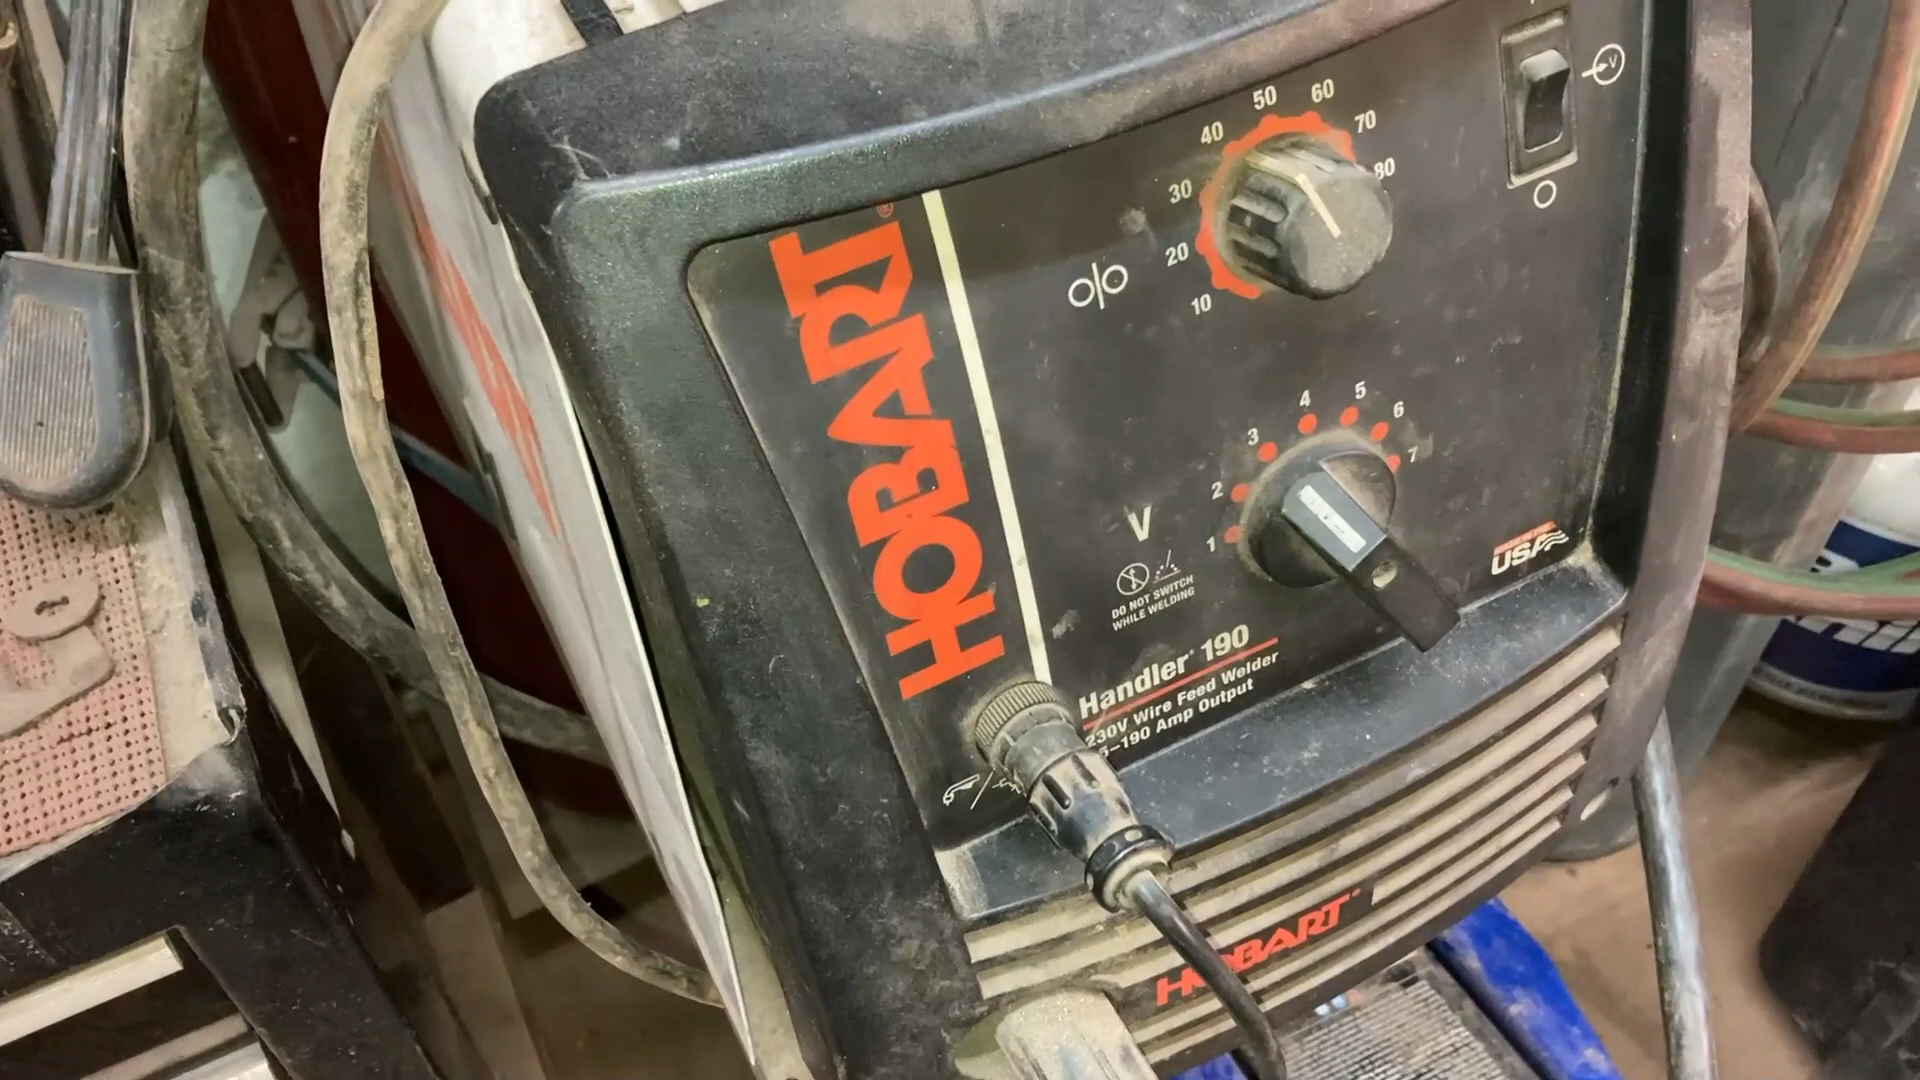 HOBART®
10
20
30
40
50
60
70
80
V
O
V
1
2
3
4
5
6
7
DO NOT SWITCH
WHILE WELDING
USA
Handler® 190
230V Wire Feed Welder
190 Amp Output
HOBART